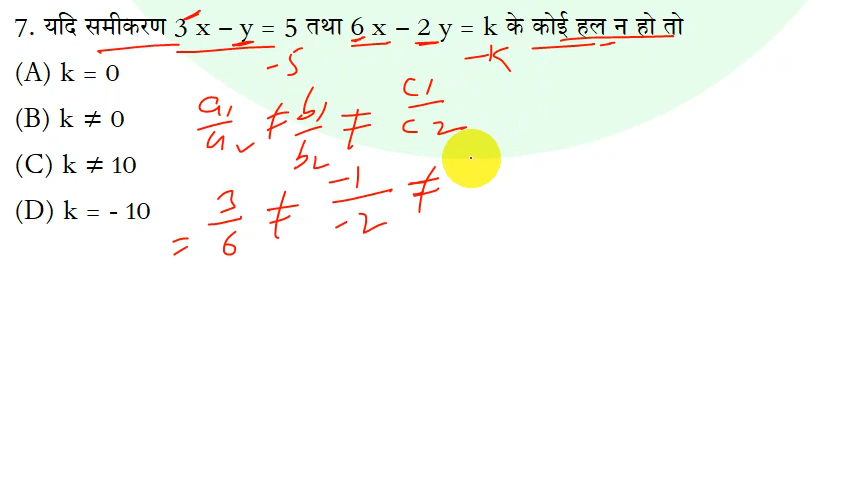 7. यदि समीकरण 3 x – y = 5 तथा 6 x – 2 y = k के कोई हल न हो तो
-5 -K
(A) k = 0
(B) k ≠ 0
(C) k ≠ 10
(D) k = - 10
a1/a2 ≠ b1/b2 ≠ c1/c2
= 3/6 ≠ -1/-2 ≠